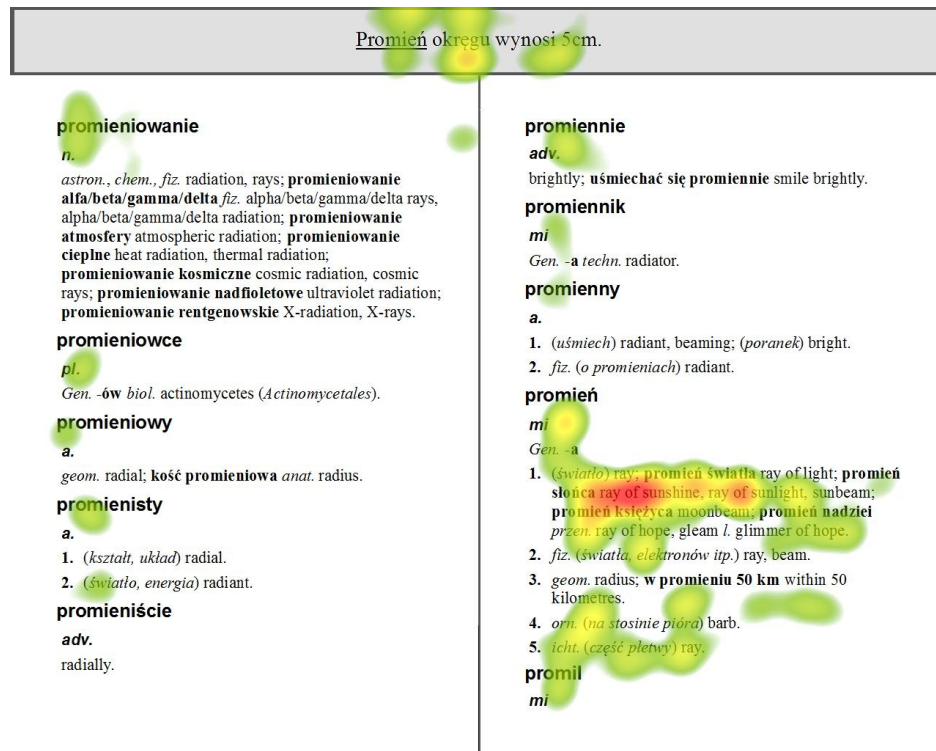 Promień okręgu wynosi 5cm.
promieniowanie
n.
astron., chem., fiz. radiation, rays; promieniowanie
alfa/beta/gamma/delta fiz. alpha/beta/gamma/delta rays,
alpha/beta/gamma/delta radiation; promieniowanie
atmosfery atmospheric radiation; promieniowanie
cieplne heat radiation, thermal radiation;
promieniowanie kosmiczne cosmic radiation, cosmic
rays; promieniowanie nadfioletowe ultraviolet radiation;
promieniowanie rentgenowskie X-radiation, X-rays.
promieniowce
pl.
Gen. -ów biol. actinomycetes (Actinomycetales).
promieniowy
a.
geom. radial; kość promieniowa anat. radius.
promienisty
a.
1. (kształt, układ) radial.
2. (światło, energia) radiant.
promieniście
adv.
radially.
promiennie
adv.
brightly; uśmiechać się promiennie smile brightly.
promiennik
mi
Gen. -a techn. radiator.
promienny
a.
1. (uśmiech) radiant, beaming; (poranek) bright.
2. fiz. (o promieniach) radiant.
promień
mi
Gen. -a
1. (światło) ray; promień światła ray of light; promień
słońca ray of sunshine, ray of sunlight, sunbeam;
promień księżyca moonbeam; promień nadziei
przen. ray of hope, gleam l. glimmer of hope.
2. fiz. (światła, elektronów itp.) ray, beam.
3. geom. radius; w promieniu 50 km within 50
kilometres.
4. orn. (na stosinie pióra) barb.
5. icht. (część płetwy) ray.
promil
mi